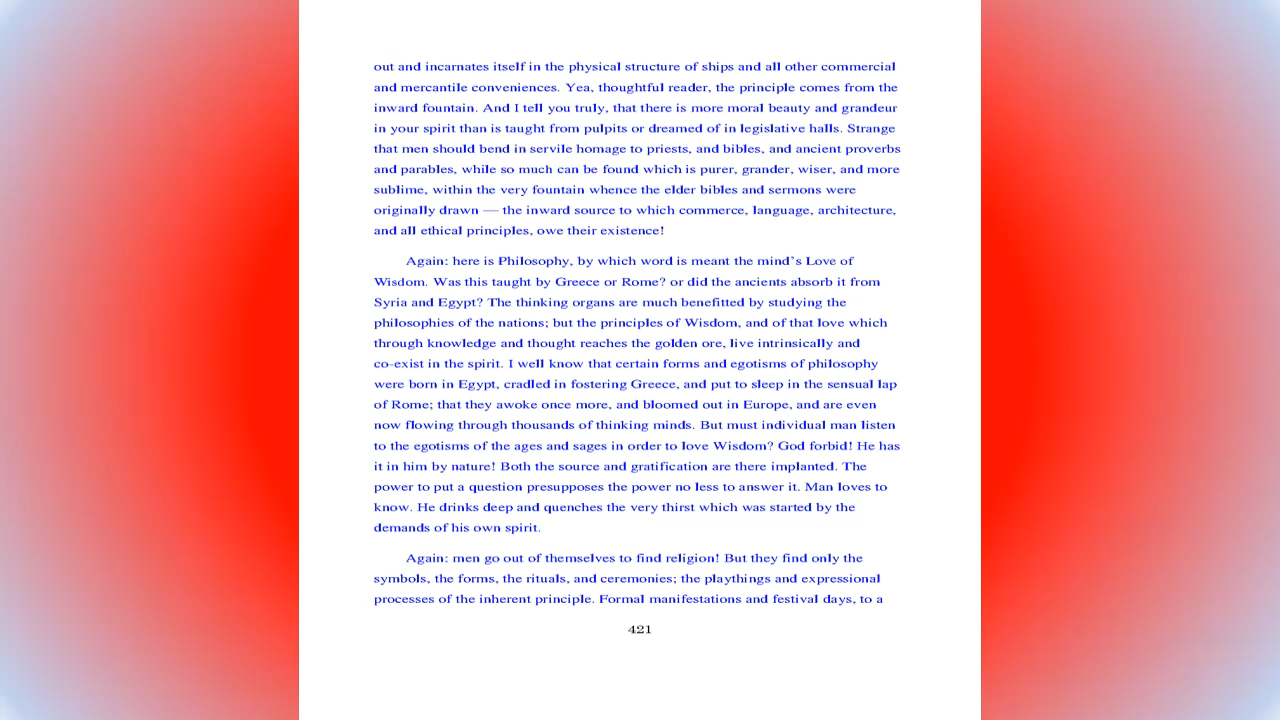 out and incarnates itself in the physical structure of ships and all other commercial
and mercantile conveniences. Yea, thoughtful reader, the principle comes from the
inward fountain. And I tell you truly, that there is more moral beauty and grandeur
in your spirit than is taught from pulpits or dreamed of in legislative halls. Strange
that men should bend in servile homage to priests, and bibles, and ancient proverbs
and parables, while so much can be found which is purer, grander, wiser, and more
sublime, within the very fountain whence the elder bibles and sermons were
originally drawn — the inward source to which commerce, language, architecture,
and all ethical principles, owe their existence!
Again: here is Philosophy, by which word is meant the mind's Love of
Wisdom. Was this taught by Greece or Rome? or did the ancients absorb it from
Syria and Egypt? The thinking organs are much benefitted by studying the
philosophies of the nations; but the principles of Wisdom, and of that love which
through knowledge and thought reaches the golden ore, live intrinsically and
co-exist in the spirit. I well know that certain forms and egotisms of philosophy
were born in Egypt, cradled in fostering Greece, and put to sleep in the sensual lap
of Rome; that they awoke once more, and bloomed out in Europe, and are even
now flowing through thousands of thinking minds. But must individual man listen
to the egotisms of the ages and sages in order to love Wisdom? God forbid! He has
it in him by nature! Both the source and gratification are there implanted. The
power to put a question presupposes the power no less to answer it. Man loves to
know. He drinks deep and quenches the very thirst which was started by the
demands of his own spirit.
Again: men go out of themselves to find religion! But they find only the
symbols, the forms, the rituals, and ceremonies; the playthings and expressional
processes of the inherent principle. Formal manifestations and festival days, to a
421